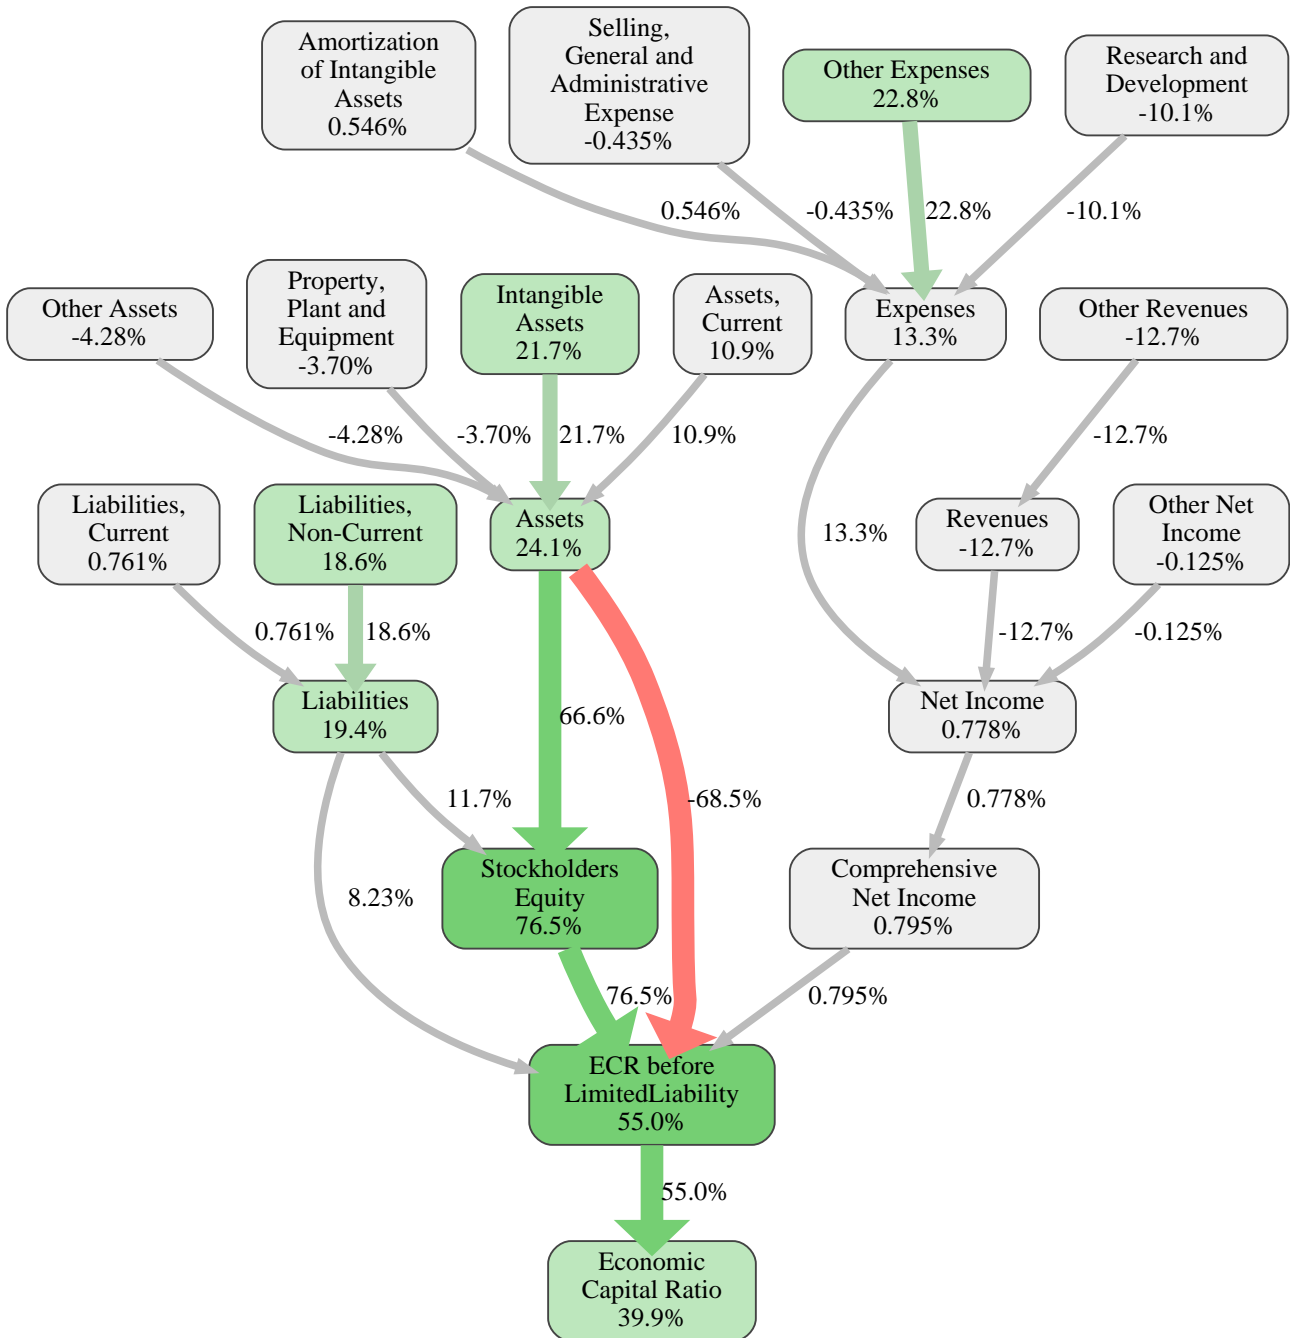 Amortization
of Intangible
Assets
0.546%
Selling,
General and
Administrative
Expense
-0.435%
Other Expenses
22.8%
Research and
Development
-10.1%
0.546%
-0.435%
22.8%
-10.1%
Other Assets
-4.28%
Property,
Plant and
Equipment
-3.70%
Intangible
Assets
21.7%
Assets,
Current
10.9%
Expenses
13.3%
Other Revenues
-12.7%
-4.28%
-3.70%
21.7%
10.9%
-12.7%
Liabilities,
Current
0.761%
Liabilities,
Non-Current
18.6%
Assets
24.1%
13.3%
Revenues
-12.7%
Other Net
Income
-0.125%
0.761%
18.6%
-12.7%
-0.125%
Liabilities
19.4%
66.6%
Net Income
0.778%
11.7%
-68.5%
0.778%
8.23%
Stockholders
Equity
76.5%
Comprehensive
Net Income
0.795%
76.5%
0.795%
ECR before
LimitedLiability
55.0%
55.0%
Economic
Capital Ratio
39.9%